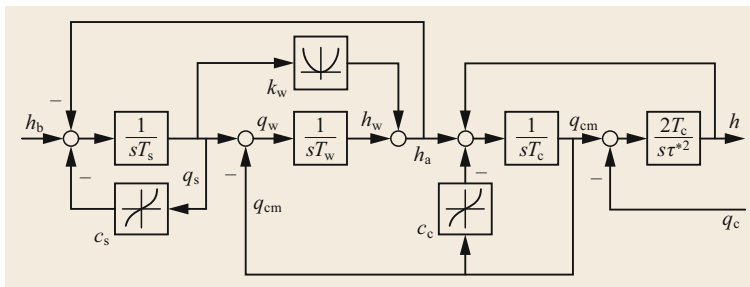 k_w
h_b
−
1/(sT_s)
q_w
−
1/(sT_w)
h_w
h_a
1/(sT_c)
q_cm
2T_c/(sτ*²)
h
−
q_s
c_s
q_cm
c_c
−
−
q_c